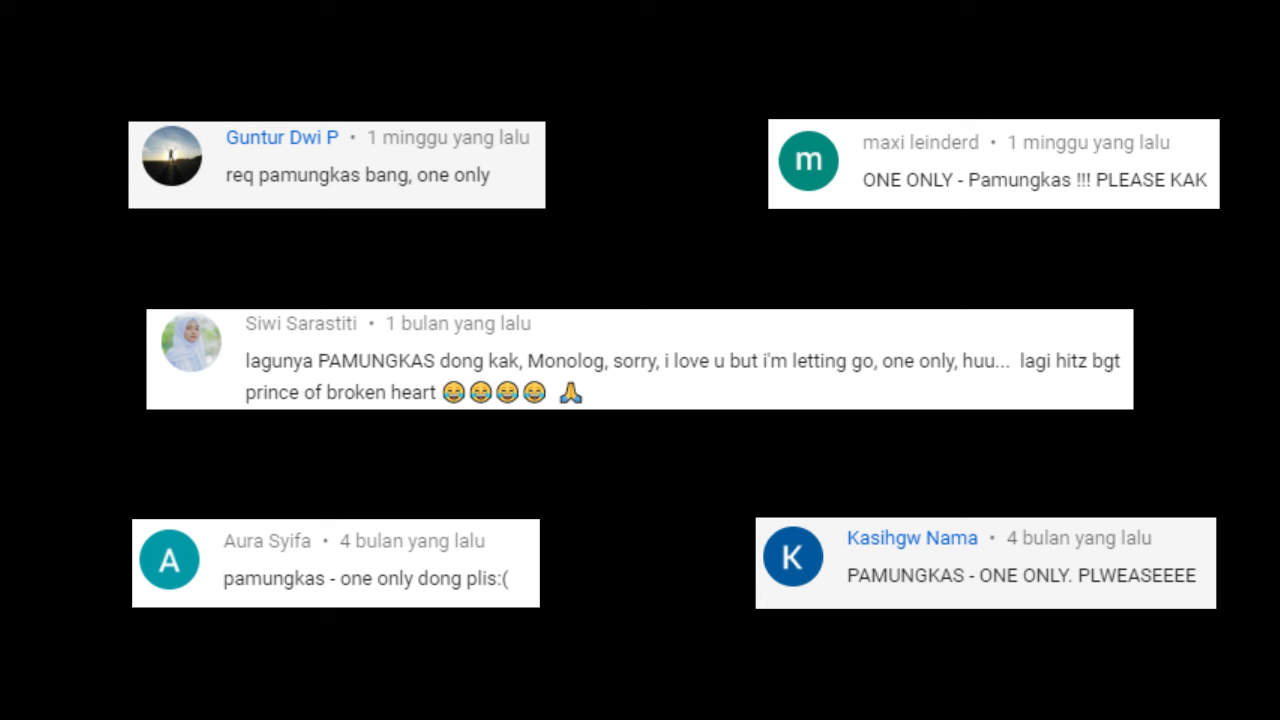 Guntur Dwi P • 1 minggu yang lalu
req pamungkas bang, one only
m
maxi leinderd • 1 minggu yang lalu
ONE ONLY - Pamungkas !!! PLEASE KAK
Siwi Sarastiti • 1 bulan yang lalu
lagunya PAMUNGKAS dong kak, Monolog, sorry, i love u but i'm letting go, one only, huu... lagi hitz bgt
prince of broken heart 😂😂😂😂 🙏
A
Aura Syifa • 4 bulan yang lalu
pamungkas - one only dong plis:(
K
Kasihgw Nama • 4 bulan yang lalu
PAMUNGKAS - ONE ONLY. PLWEASEEEE